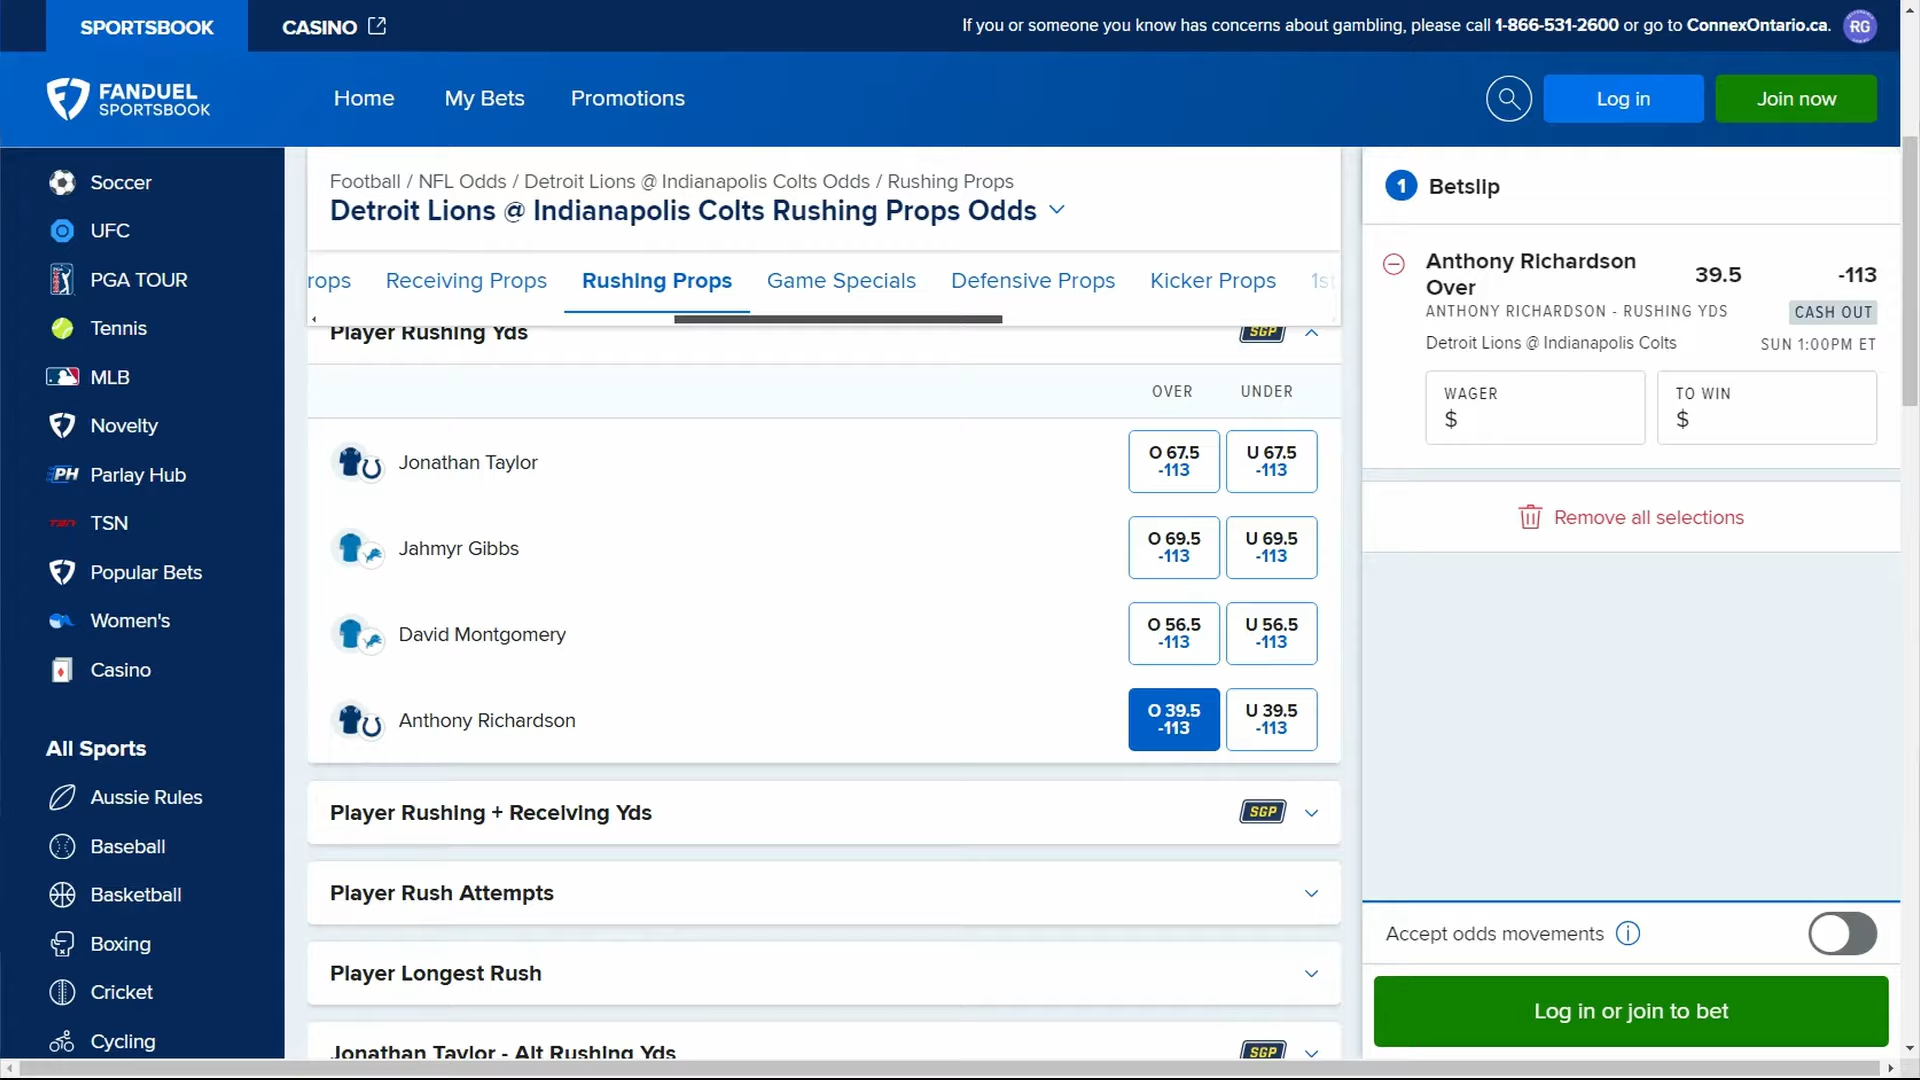 SPORTSBOOK
CASINO
If you or someone you know has concerns about gambling, please call 1-866-531-2600 or go to ConnexOntario.ca.
RG
FANDUEL
SPORTSBOOK
Home
My Bets
Promotions
Log in
Join now
Soccer
UFC
PGA TOUR
Tennis
MLB
Novelty
PH
Parlay Hub
TSN
TSN
Popular Bets
Women's
Casino
All Sports
Aussie Rules
Baseball
Basketball
Boxing
Cricket
Cycling
Football / NFL Odds / Detroit Lions @ Indianapolis Colts Odds / Rushing Props
Detroit Lions @ Indianapolis Colts Rushing Props Odds
rops
Receiving Props
Rushing Props
Game Specials
Defensive Props
Kicker Props
1st
Player Rushing Yds
SGP
OVER UNDER
Jonathan Taylor
O 67.5
-113
U 67.5
-113
Jahmyr Gibbs
O 69.5
-113
U 69.5
-113
David Montgomery
O 56.5
-113
U 56.5
-113
Anthony Richardson
O 39.5
-113
U 39.5
-113
Player Rushing + Receiving Yds
SGP
Player Rush Attempts
Player Longest Rush
Jonathan Taylor - Alt Rushing Yds
SGP
1 Betslip
Anthony Richardson
Over
39.5
-113
ANTHONY RICHARDSON - RUSHING YDS
CASH OUT
Detroit Lions @ Indianapolis Colts
SUN 1:00PM ET
WAGER
$
TO WIN
$
Remove all selections
Accept odds movements
Log in or join to bet